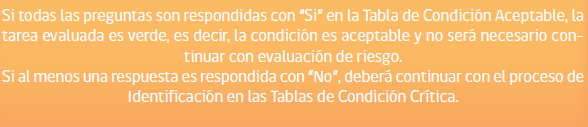 Si todas las preguntas son respondidas con “Si” en la Tabla de Condición Aceptable, la
tarea evaluada es verde, es decir, la condición es aceptable y no será necesario con-
tinuar con evaluación de riesgo.
Si al menos una respuesta es respondida con “No”, deberá continuar con el proceso de
Identificación en las Tablas de Condición Crítica.